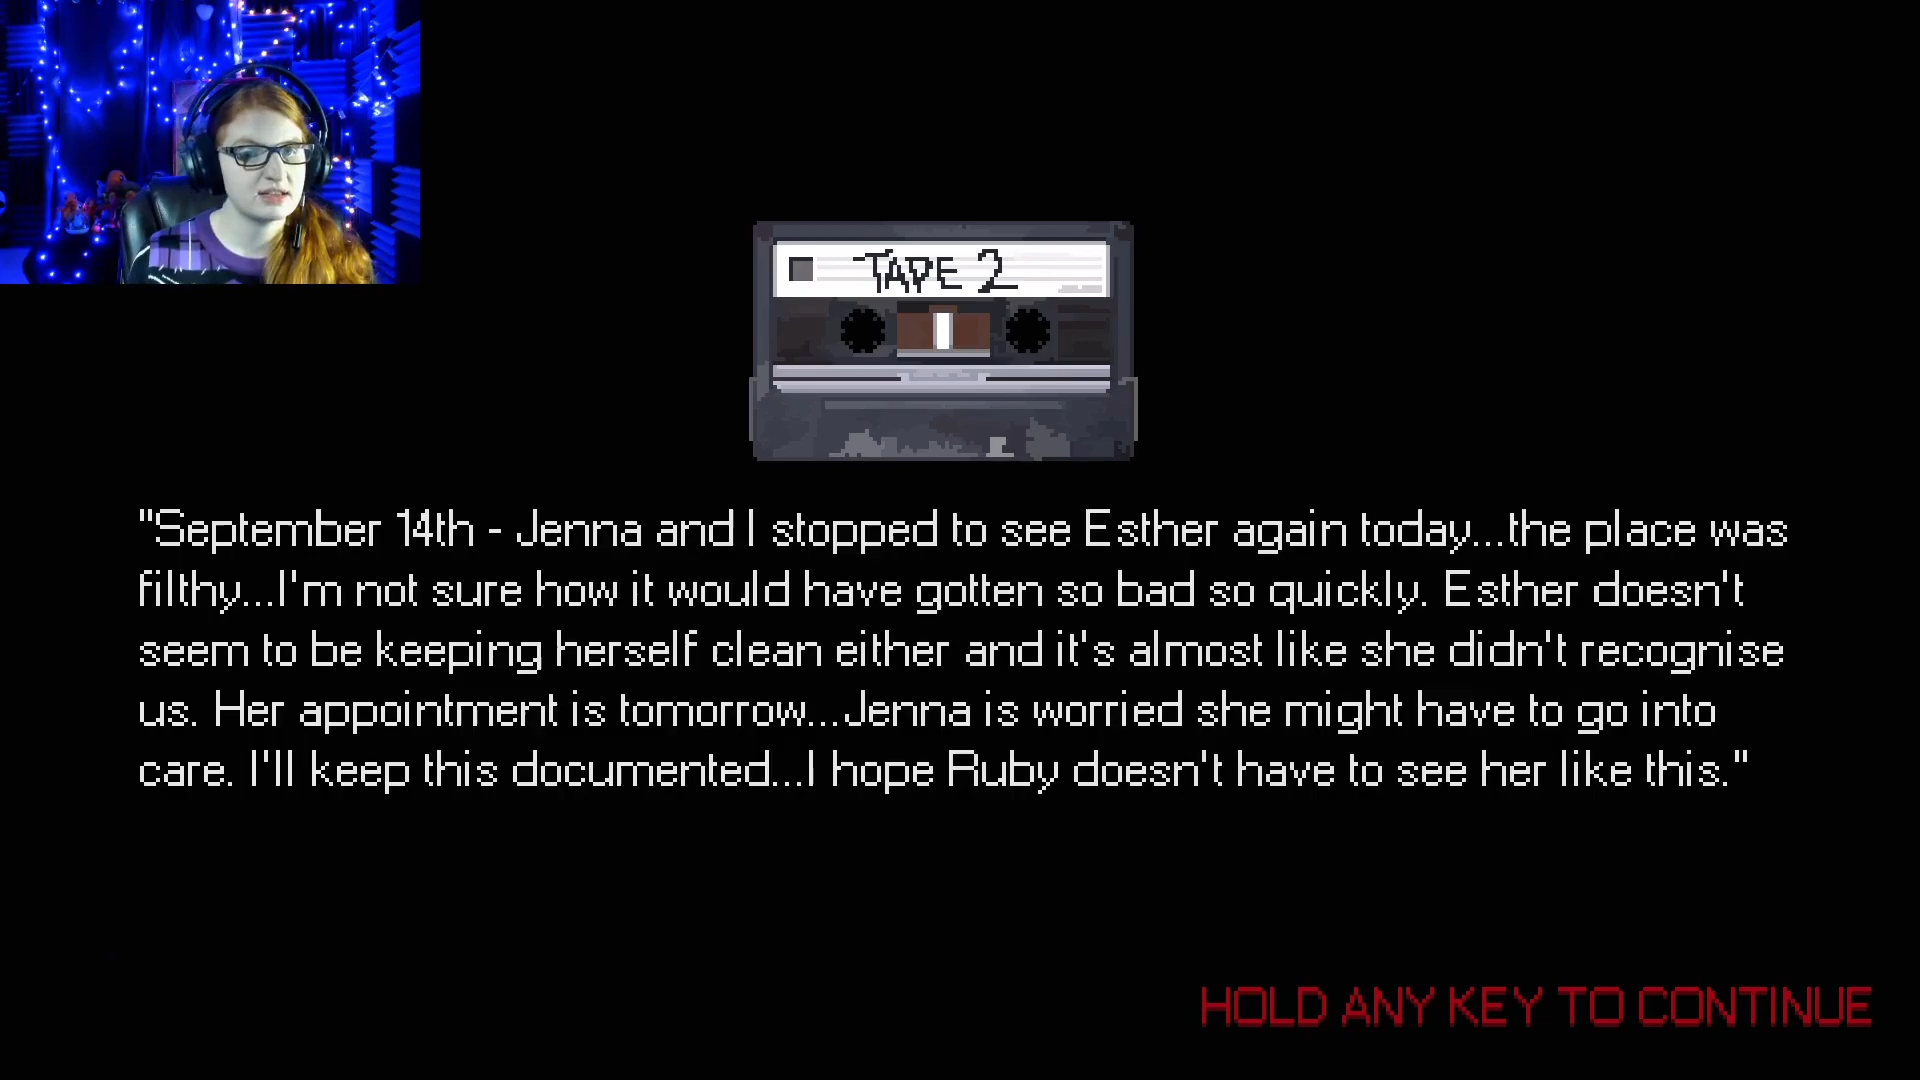 TAPE 2
"September 14th - Jenna and I stopped to see Esther again today...the place was
filthy...I'm not sure how it would have gotten so bad so quickly. Esther doesn't
seem to be keeping herself clean either and it's almost like she didn't recognise
us. Her appointment is tomorrow...Jenna is worried she might have to go into
care. I'll keep this documented...I hope Ruby doesn't have to see her like this."
HOLD ANY KEY TO CONTINUE